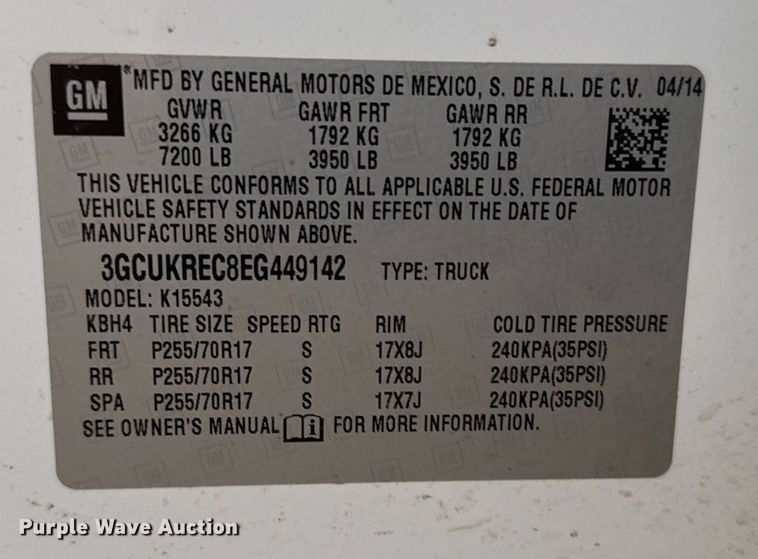 GM *MFD BY GENERAL MOTORS DE MEXICO, S. DE R.L. DE C.V. 04/14
GVWR GAWR FRT GAWR RR
3266 KG 1792 KG 1792 KG
7200 LB 3950 LB 3950 LB
THIS VEHICLE CONFORMS TO ALL APPLICABLE U.S. FEDERAL MOTOR
VEHICLE SAFETY STANDARDS IN EFFECT ON THE DATE OF
MANUFACTURE SHOWN ABOVE.
3GCUKREC8EG449142 TYPE: TRUCK
MODEL: K15543
KBH4 TIRE SIZE SPEED RTG RIM COLD TIRE PRESSURE
FRT P255/70R17 S 17X8J 240KPA(35PSI)
RR P255/70R17 S 17X8J 240KPA(35PSI)
SPA P255/70R17 S 17X7J 240KPA(35PSI)
SEE OWNER'S MANUAL i FOR MORE INFORMATION.
Purple Wave Auction